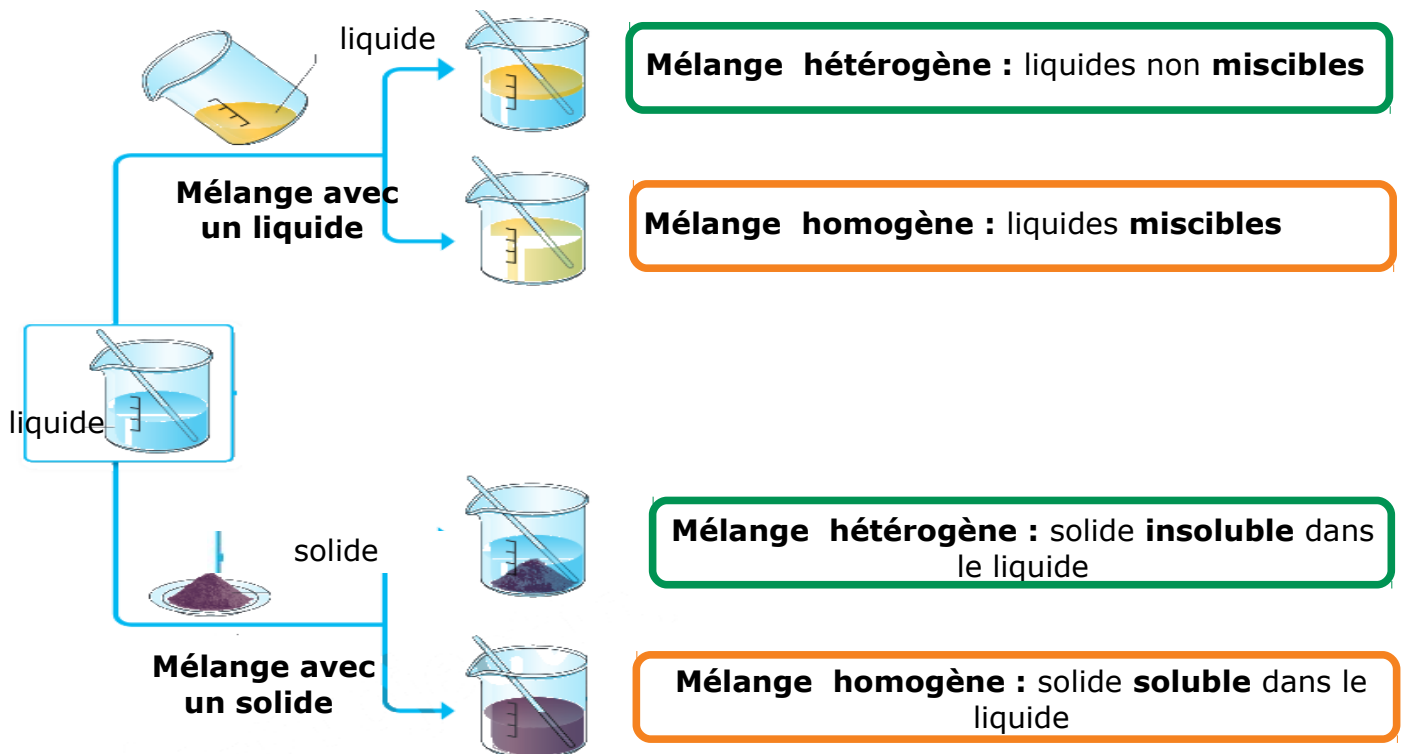 liquide
Mélange hétérogène : liquides non miscibles
Mélange avec
un liquide
Mélange homogène : liquides miscibles
liquide
solide
Mélange hétérogène : solide insoluble dans
le liquide
Mélange avec
un solide
Mélange homogène : solide soluble dans le
liquide